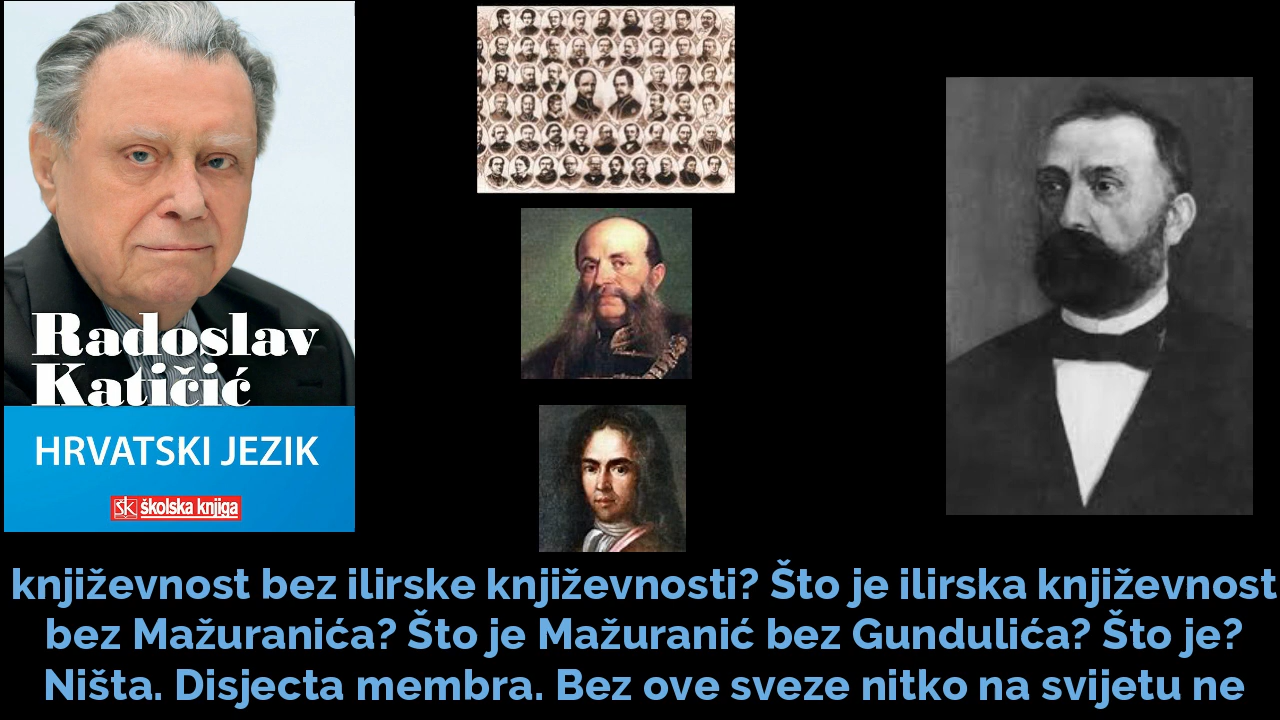 Radoslav
Katičić
HRVATSKI JEZIK
šk školska knjiga
književnost bez ilirske književnosti? Što je ilirska književnost
bez Mažuranića? Što je Mažuranić bez Gundulića? Što je?
Ništa. Disjecta membra. Bez ove sveze nitko na svijetu ne